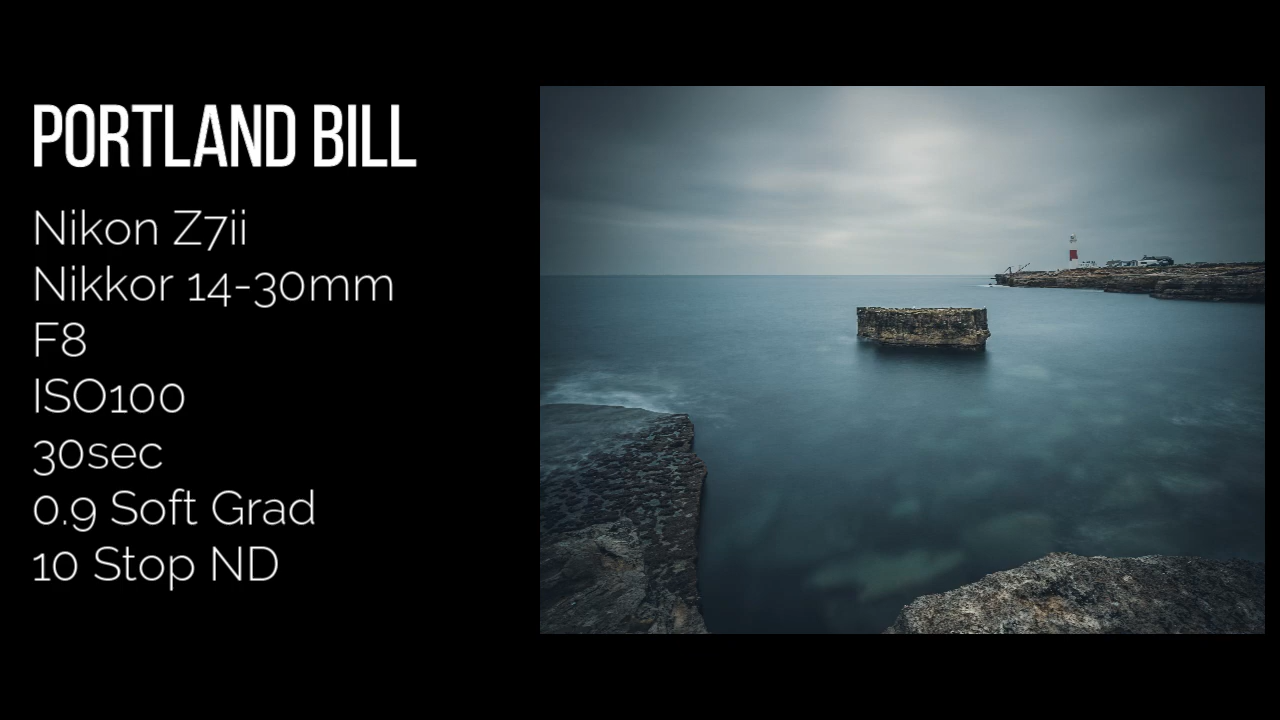 PORTLAND BILL
Nikon Z7ii
Nikkor 14-30mm
F8
ISO100
30sec
0.9 Soft Grad
10 Stop ND